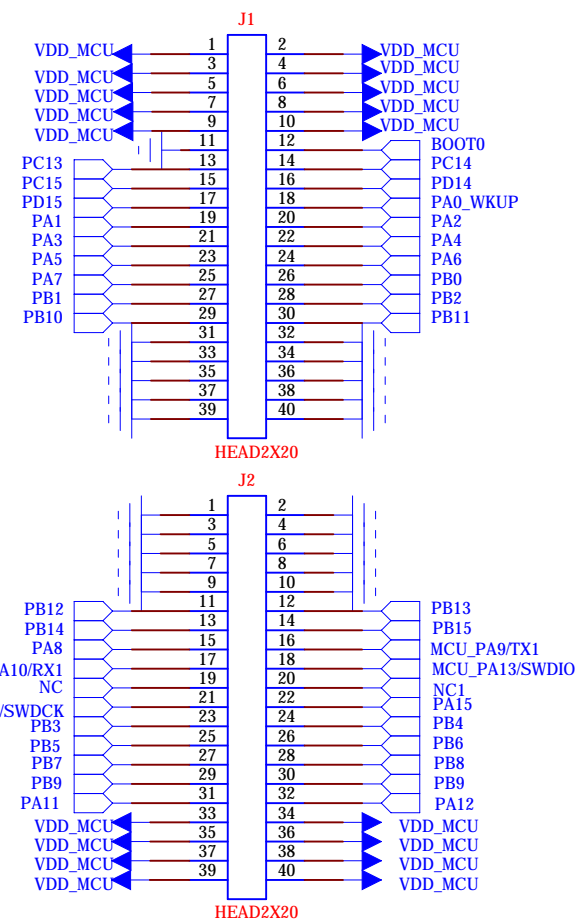 J1
VDD_MCU 1 2 VDD_MCU
VDD_MCU 3 4 VDD_MCU
VDD_MCU 5 6 VDD_MCU
VDD_MCU 7 8 VDD_MCU
VDD_MCU 9 10 VDD_MCU
11 12 BOOT0
PC13 13 14 PC14
PC15 15 16 PD14
PD15 17 18 PA0_WKUP
PA1 19 20 PA2
PA3 21 22 PA4
PA5 23 24 PA6
PA7 25 26 PB0
PB1 27 28 PB2
PB10 29 30 PB11
31 32
33 34
35 36
37 38
39 40
HEAD2X20
J2
1 2
3 4
5 6
7 8
9 10
PB12 11 12 PB13
PB14 13 14 PB15
PA8 15 16 MCU_PA9/TX1
A10/RX1 17 18 MCU_PA13/SWDIO
NC 19 20 NC1
/SWDCK 21 22 PA15
PB3 23 24 PB4
PB5 25 26 PB6
PB7 27 28 PB8
PB9 29 30 PB9
PA11 31 32 PA12
VDD_MCU 33 34 VDD_MCU
VDD_MCU 35 36 VDD_MCU
VDD_MCU 37 38 VDD_MCU
VDD_MCU 39 40 VDD_MCU
HEAD2X20